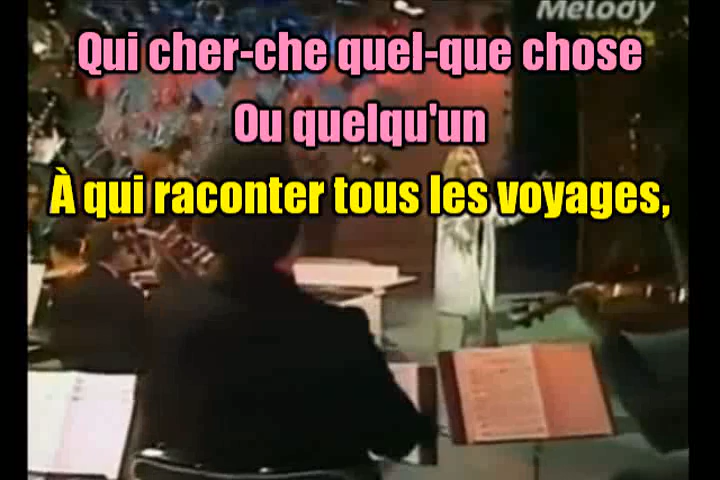 Melody
Qui cher-che quel-que chose
Ou quelqu'un
À qui raconter tous les voyages,